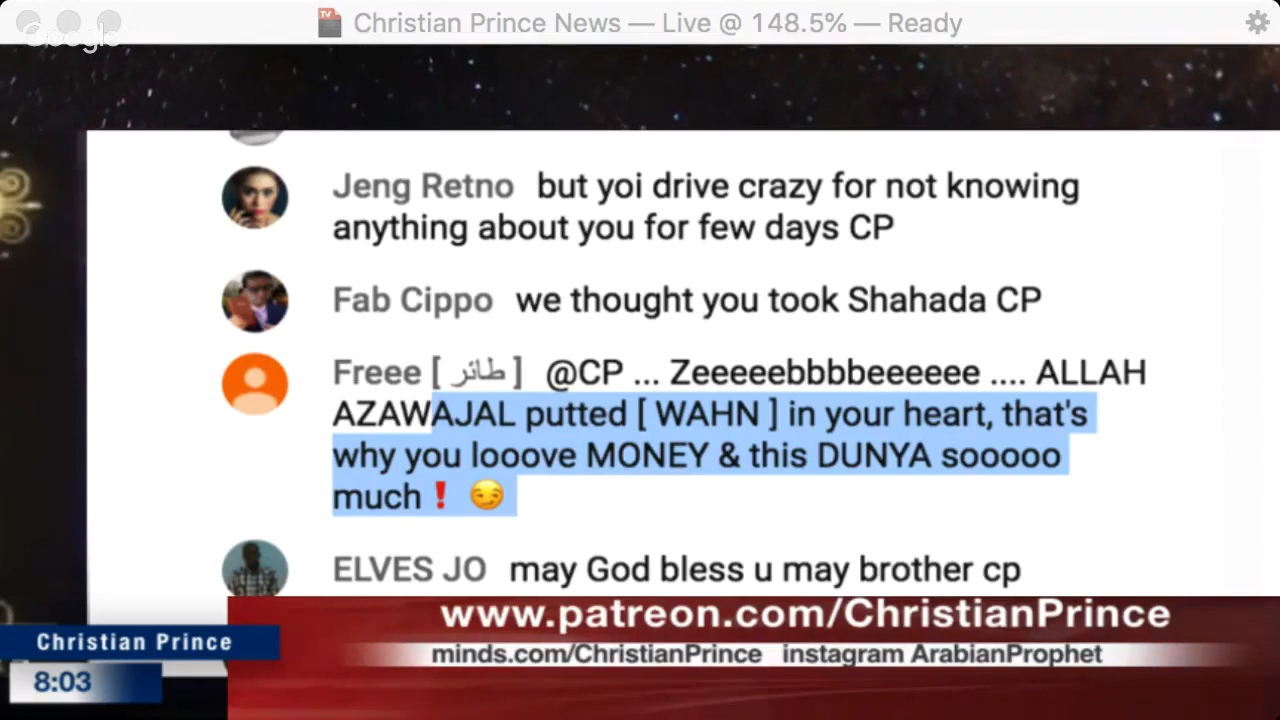 Christian Prince News — Live @ 148.5% — Ready
Google
Jeng Retno but yoi drive crazy for not knowing
anything about you for few days CP
Fab Cippo we thought you took Shahada CP
Freee [ طائر ] @CP ... Zeeeeebbbbeeeeee .... ALLAH
AZAWAJAL putted [ WAHN ] in your heart, that's
why you looove MONEY & this DUNYA sooooo
much❗ 😏
ELVES JO may God bless u may brother cp
www.patreon.com/ChristianPrince
Christian Prince
minds.com/ChristianPrince instagram ArabianProphet
8:03